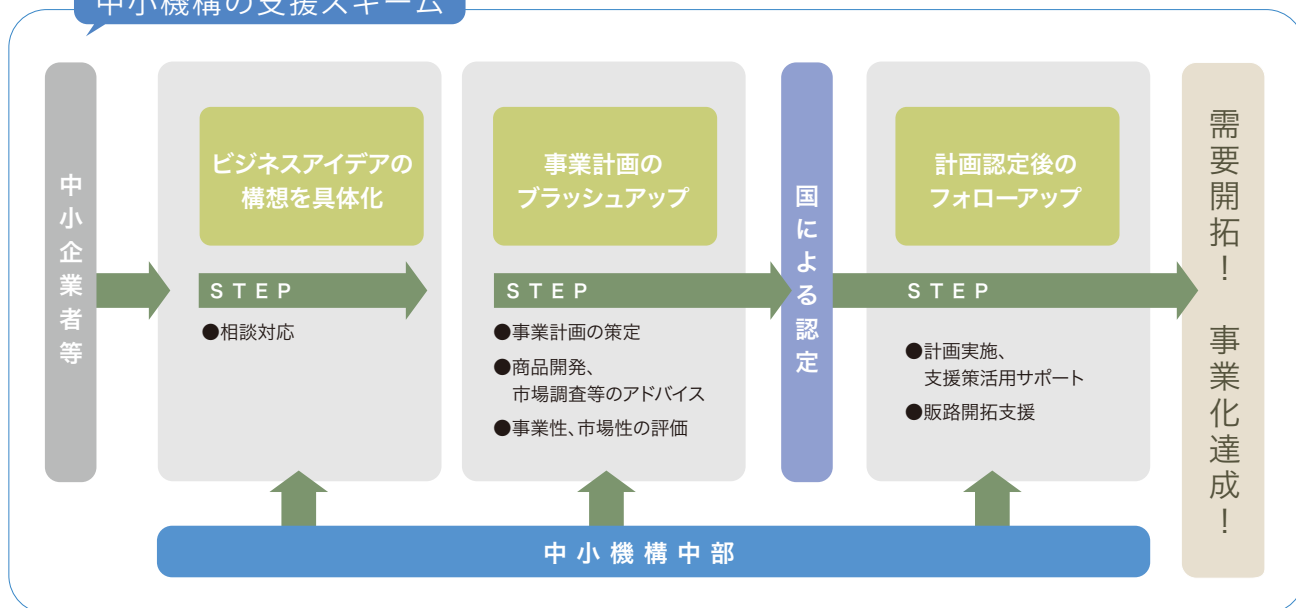 中小機構の支援スキーム
中小企業者等
ビジネスアイデアの
構想を具体化
STEP
●相談対応
事業計画の
ブラッシュアップ
STEP
●事業計画の策定
●商品開発、
市場調査等のアドバイス
●事業性、市場性の評価
国による認定
計画認定後の
フォローアップ
STEP
●計画実施、
支援策活用サポート
●販路開拓支援
需要開拓！ 事業化達成！
中小機構中部